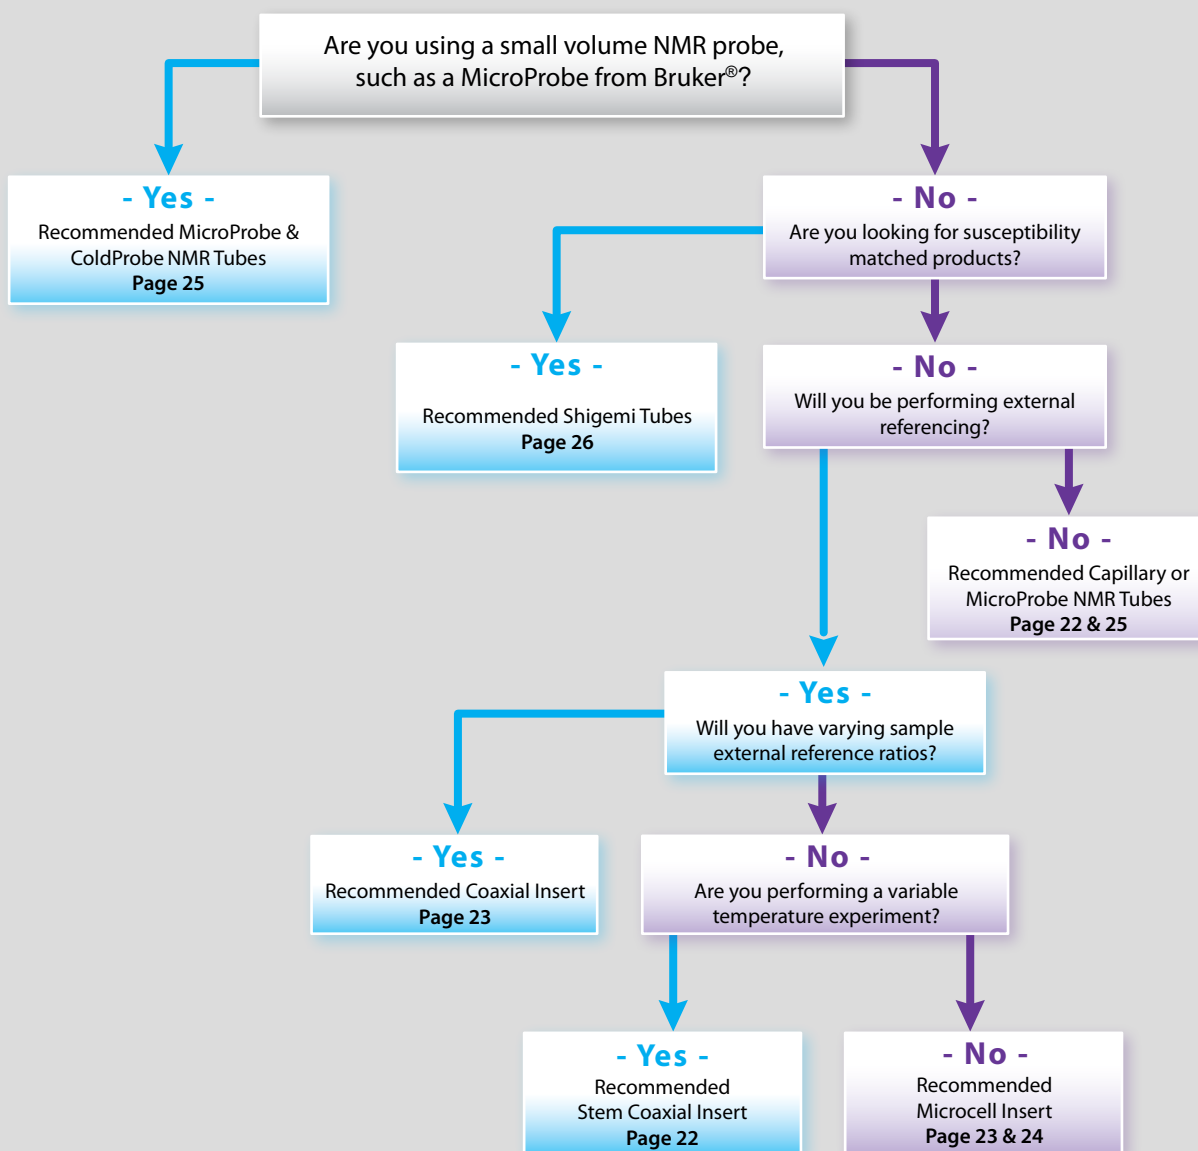 Are you using a small volume NMR probe,
such as a MicroProbe from Bruker®?
- Yes -
Recommended MicroProbe &
ColdProbe NMR Tubes
Page 25
- No -
Are you looking for susceptibility
matched products?
- Yes -
Recommended Shigemi Tubes
Page 26
- No -
Will you be performing external
referencing?
- No -
Recommended Capillary or
MicroProbe NMR Tubes
Page 22 & 25
- Yes -
Will you have varying sample
external reference ratios?
- Yes -
Recommended Coaxial Insert
Page 23
- No -
Are you performing a variable
temperature experiment?
- Yes -
Recommended
Stem Coaxial Insert
Page 22
- No -
Recommended
Microcell Insert
Page 23 & 24